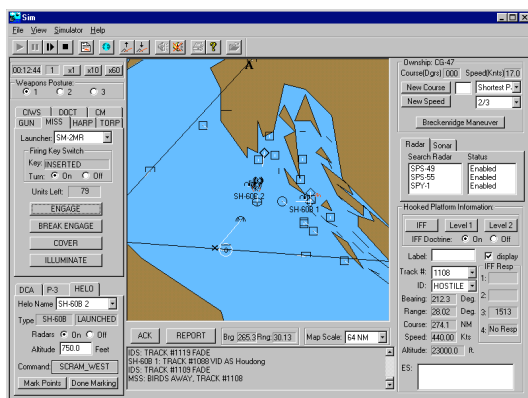 Sim
File View Simulator Help
00:12:44 1 x1 x10 x60
Weapons Posture:
1 2 3
CIWS DOCT CM
GUN MISS HARP TORP
Launcher: SM-2MR
Firing Key Switch
Key: INSERTED
Turn: On Off
Units Left: 79
ENGAGE
BREAK ENGAGE
COVER
ILLUMINATE
DCA P-3 HELO
Helo Name SH-60B 2
Type SH-60B LAUNCHED
Radars On Off
Altitude 750.0 Feet
Command: SCRAM_WEST
Mark Points Done Marking
SH-60B 2
SH-60B 1
ACK REPORT Brg 265.3 Rng: 30.13 Map Scale: 64 NM
IDS: TRACK #1119 FADE
SH-60B 1: TRACK #1088 VID AS Houdong
IDS: TRACK #1109 FADE
MSS: BIRDS AWAY, TRACK #1108
Ownship: CG-47
Course(Dgrs) 000 Speed(Knts) 17.0
New Course Shortest P
New Speed 2/3
Breckenridge Maneuver
Radar Sonar
Search Radar Status
SPS-49 Enabled
SPS-55 Enabled
SPY-1 Enabled
Hooked Platform Information:
IFF Level 1 Level 2
IFF Doctrine: On Off
Label: display
Track #: 1108 IFF Resp
ID: HOSTILE 1:
Bearing: 212.3 Deg. 2:
Range: 28.02 Deg. 3: 1513
Course: 274.1 NM 4: No Resp
Speed: 440.00 Kts
Altitude: 23000.0 ft.
ES: